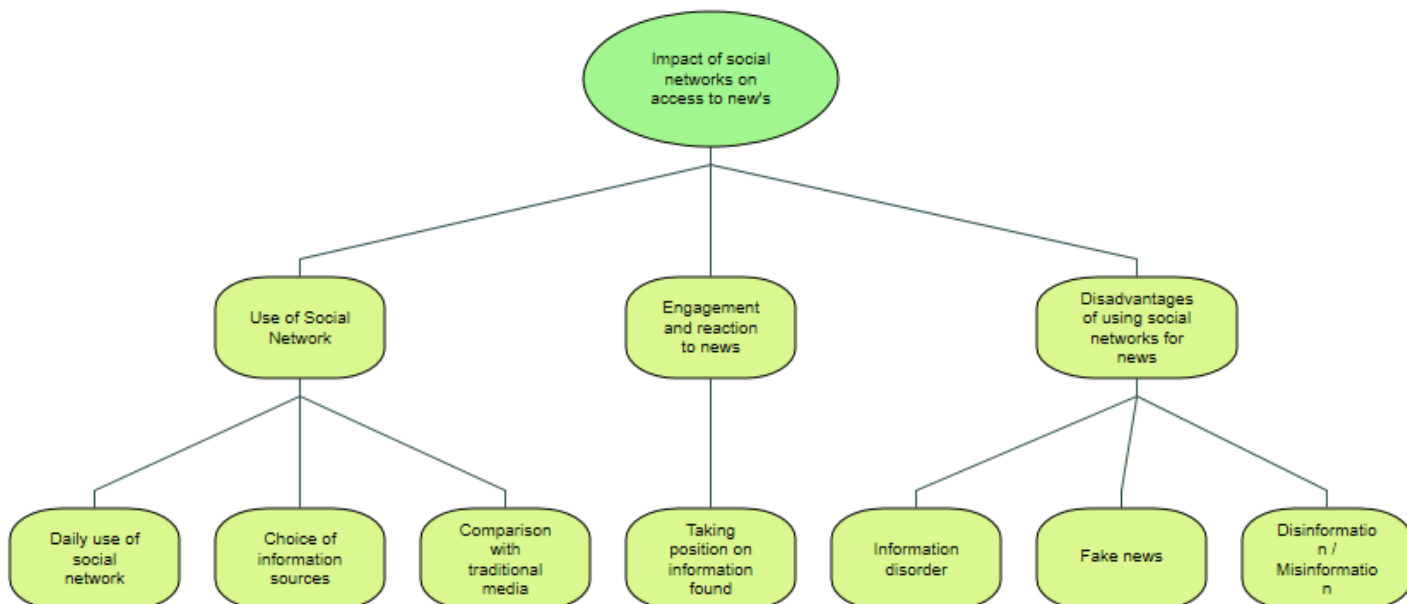 Impact of social
networks on
access to new's
Use of Social
Network
Engagement
and reaction
to news
Disadvantages
of using social
networks for
news
Daily use of
social
network
Choice of
information
sources
Comparison
with
traditional
media
Taking
position on
information
found
Information
disorder
Fake news
Disinformatio
n /
Misinformatio
n